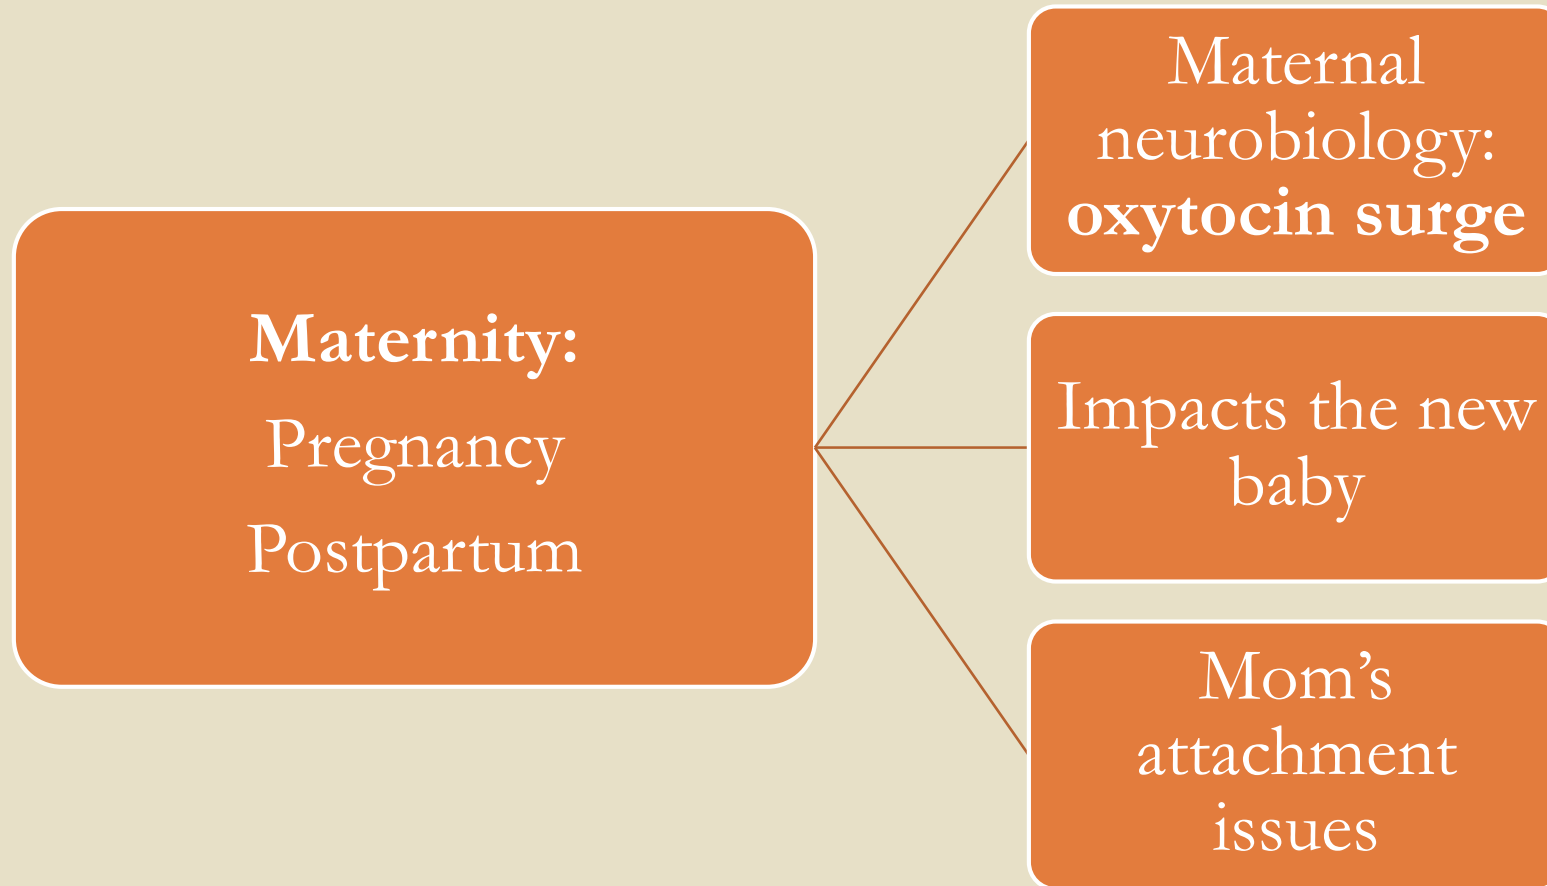 Maternity:
Pregnancy
Postpartum
Maternal
neurobiology:
oxytocin surge
Impacts the new
baby
Mom’s
attachment
issues